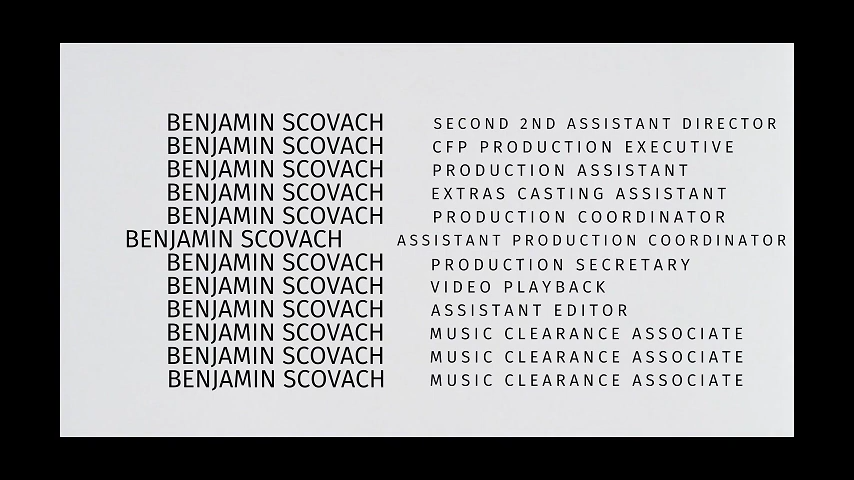 BENJAMIN SCOVACH SECOND 2ND ASSISTANT DIRECTOR
BENJAMIN SCOVACH CFP PRODUCTION EXECUTIVE
BENJAMIN SCOVACH PRODUCTION ASSISTANT
BENJAMIN SCOVACH EXTRAS CASTING ASSISTANT
BENJAMIN SCOVACH PRODUCTION COORDINATOR
BENJAMIN SCOVACH ASSISTANT PRODUCTION COORDINATOR
BENJAMIN SCOVACH PRODUCTION SECRETARY
BENJAMIN SCOVACH VIDEO PLAYBACK
BENJAMIN SCOVACH ASSISTANT EDITOR
BENJAMIN SCOVACH MUSIC CLEARANCE ASSOCIATE
BENJAMIN SCOVACH MUSIC CLEARANCE ASSOCIATE
BENJAMIN SCOVACH MUSIC CLEARANCE ASSOCIATE